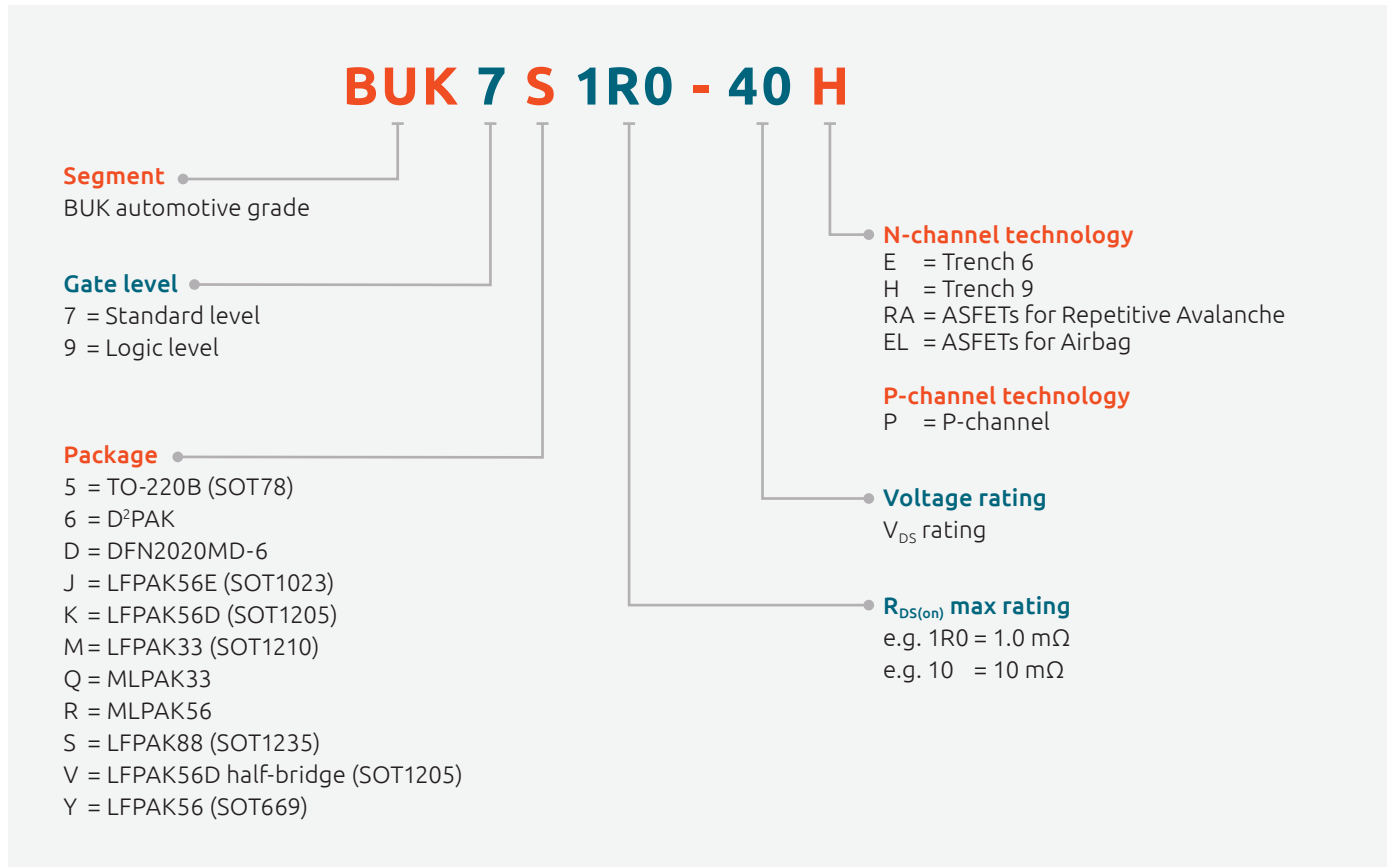 BUK 7 S 1R0 - 40 H
Segment
BUK automotive grade
Gate level
7 = Standard level
9 = Logic level
Package
5 = TO-220B (SOT78)
6 = D²PAK
D = DFN2020MD-6
J = LFPAK56E (SOT1023)
K = LFPAK56D (SOT1205)
M = LFPAK33 (SOT1210)
Q = MLPAK33
R = MLPAK56
S = LFPAK88 (SOT1235)
V = LFPAK56D half-bridge (SOT1205)
Y = LFPAK56 (SOT669)
N-channel technology
E = Trench 6
H = Trench 9
RA = ASFETs for Repetitive Avalanche
EL = ASFETs for Airbag
P-channel technology
P = P-channel
Voltage rating
VDS rating
RDS(on) max rating
e.g. 1R0 = 1.0 mΩ
e.g. 10 = 10 mΩ